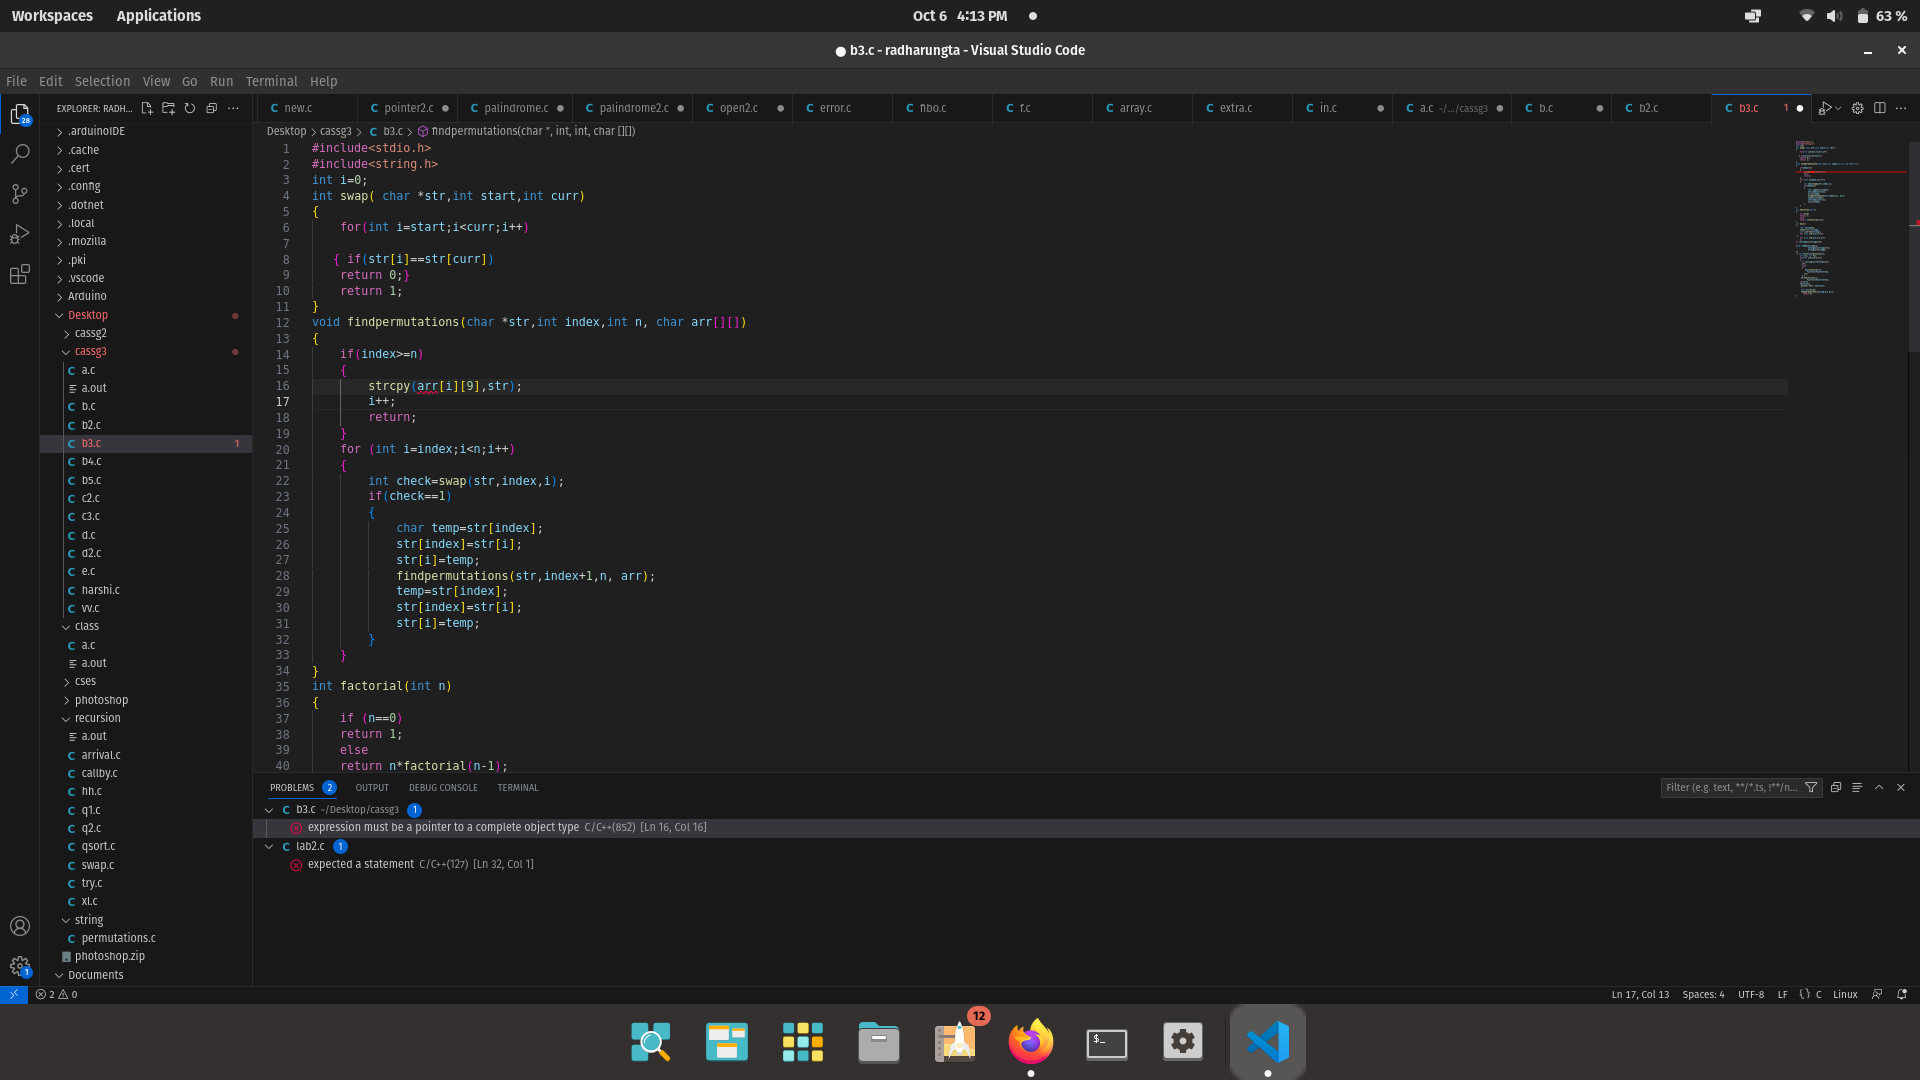 Workspaces Applications Oct 6 4:13 PM 63 %
● b3.c - radharungta - Visual Studio Code
File Edit Selection View Go Run Terminal Help
EXPLORER: RADH...
new.c pointer2.c palindrome.c palindrome2.c open2.c error.c fibo.c f.c array.c extra.c in.c a.c ~/.../cassg3 b.c b2.c b3.c 1
Desktop > cassg3 > b3.c > findpermutations(char *, int, int, char [][])
.arduinoIDE
.cache
.cert
.config
.dotnet
.local
.mozilla
.pki
.vscode
Arduino
Desktop
cassg2
cassg3
a.c
a.out
b.c
b2.c
b3.c 1
b4.c
b5.c
c2.c
c3.c
d.c
d2.c
e.c
harshi.c
vv.c
class
a.c
a.out
cses
photoshop
recursion
a.out
arrival.c
callby.c
hh.c
q1.c
q2.c
qsort.c
swap.c
try.c
xl.c
string
permutations.c
photoshop.zip
Documents
28
1
1 #include<stdio.h>
2 #include<string.h>
3 int i=0;
4 int swap( char *str,int start,int curr)
5 {
6 for(int i=start;i<curr;i++)
7
8 { if(str[i]==str[curr])
9 return 0;}
10 return 1;
11 }
12 void findpermutations(char *str,int index,int n, char arr[][])
13 {
14 if(index>=n)
15 {
16 strcpy(arr[i][9],str);
17 i++;
18 return;
19 }
20 for (int i=index;i<n;i++)
21 {
22 int check=swap(str,index,i);
23 if(check==1)
24 {
25 char temp=str[index];
26 str[index]=str[i];
27 str[i]=temp;
28 findpermutations(str,index+1,n, arr);
29 temp=str[index];
30 str[index]=str[i];
31 str[i]=temp;
32 }
33 }
34 }
35 int factorial(int n)
36 {
37 if (n==0)
38 return 1;
39 else
40 return n*factorial(n-1);
PROBLEMS 2 OUTPUT DEBUG CONSOLE TERMINAL Filter (e.g. text, **/*.ts, !**/n...
b3.c ~/Desktop/cassg3 1
expression must be a pointer to a complete object type C/C++(852) [Ln 16, Col 16]
lab2.c 1
expected a statement C/C++(127) [Ln 32, Col 1]
2 0 Ln 17, Col 13 Spaces: 4 UTF-8 LF {} C Linux
12
$_